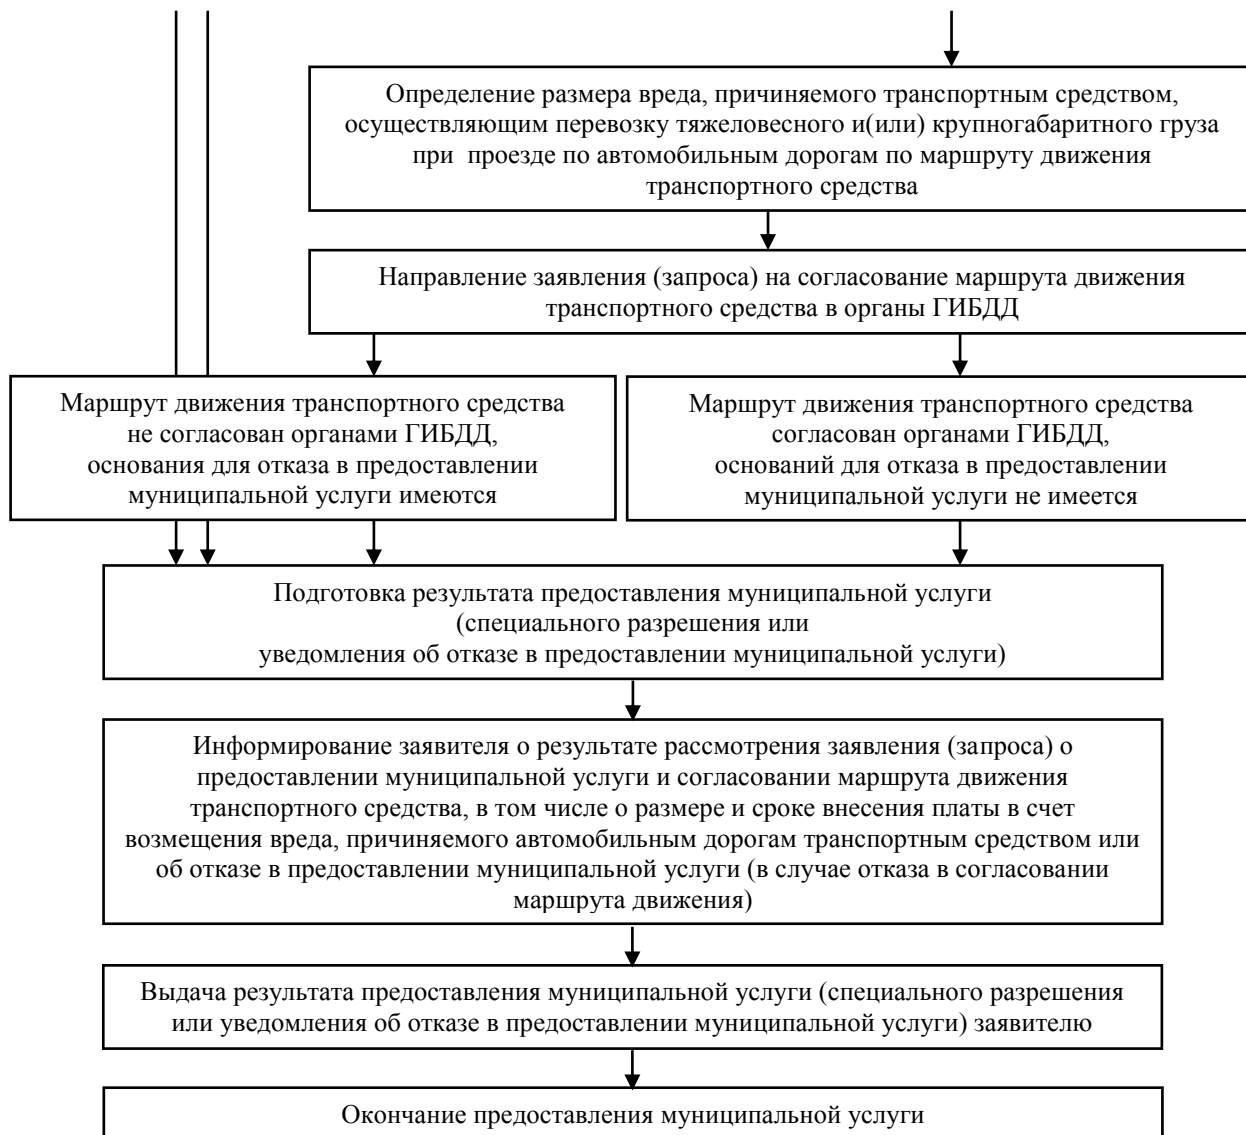 Определение размера вреда, причиняемого транспортным средством,
осуществляющим перевозку тяжеловесного и(или) крупногабаритного груза
при проезде по автомобильным дорогам по маршруту движения
транспортного средства
Направление заявления (запроса) на согласование маршрута движения
транспортного средства в органы ГИБДД
Маршрут движения транспортного средства
не согласован органами ГИБДД,
основания для отказа в предоставлении
муниципальной услуги имеются
Маршрут движения транспортного средства
согласован органами ГИБДД,
оснований для отказа в предоставлении
муниципальной услуги не имеется
Подготовка результата предоставления муниципальной услуги
(специального разрешения или
уведомления об отказе в предоставлении муниципальной услуги)
Информирование заявителя о результате рассмотрения заявления (запроса) о
предоставлении муниципальной услуги и согласовании маршрута движения
транспортного средства, в том числе о размере и сроке внесения платы в счет
возмещения вреда, причиняемого автомобильным дорогам транспортным средством или
об отказе в предоставлении муниципальной услуги (в случае отказа в согласовании
маршрута движения)
Выдача результата предоставления муниципальной услуги (специального разрешения
или уведомления об отказе в предоставлении муниципальной услуги) заявителю
Окончание предоставления муниципальной услуги